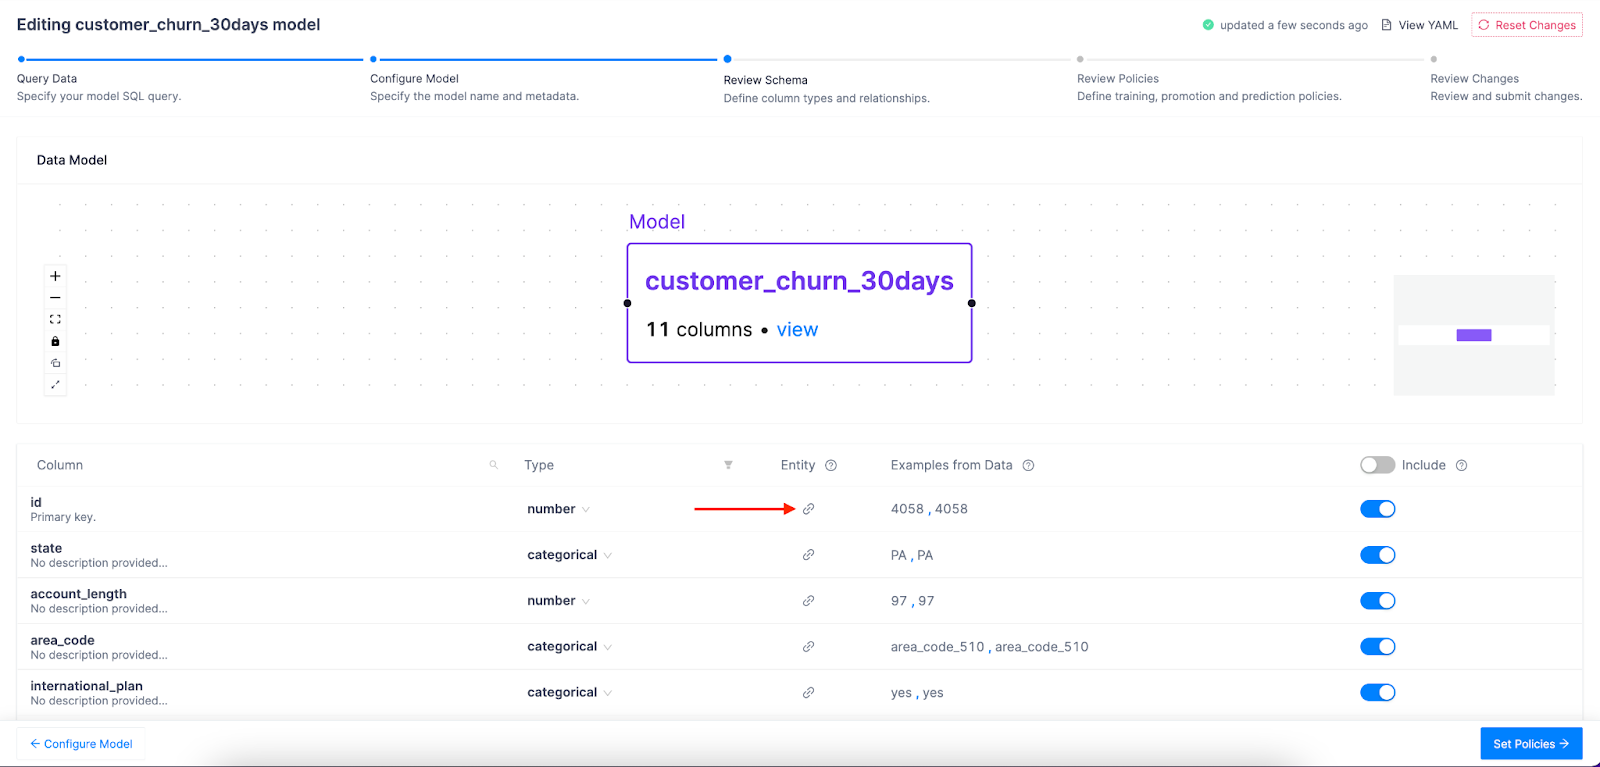 Editing customer_churn_30days model
updated a few seconds ago View YAML Reset Changes
Query Data
Specify your model SQL query.
Configure Model
Specify the model name and metadata.
Review Schema
Define column types and relationships.
Review Policies
Define training, promotion and prediction policies.
Review Changes
Review and submit changes.
Data Model
Model
customer_churn_30days
11 columns • view
Column Type Entity Examples from Data Include
id
Primary key.
number 4058 , 4058
state
No description provided...
categorical PA , PA
account_length
No description provided...
number 97 , 97
area_code
No description provided...
categorical area_code_510 , area_code_510
international_plan
No description provided...
categorical yes , yes
← Configure Model Set Policies →